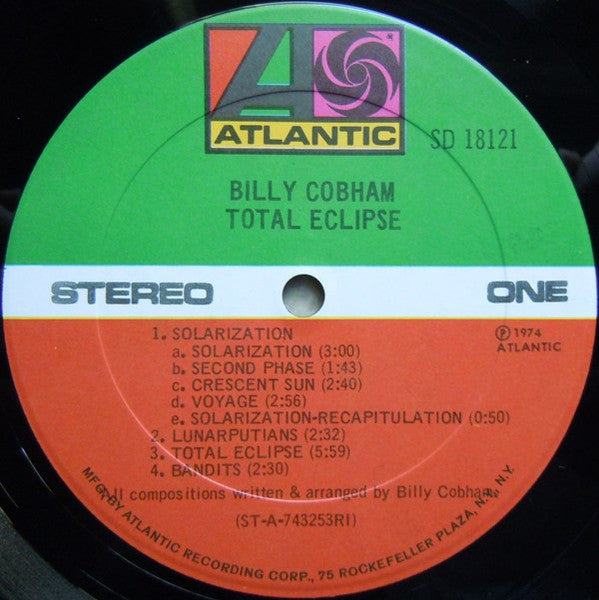 ATLANTIC
SD 18121
BILLY COBHAM
TOTAL ECLIPSE
STEREO
ONE
℗ 1974
ATLANTIC
1. SOLARIZATION
a. SOLARIZATION (3:00)
b. SECOND PHASE (1:43)
c. CRESCENT SUN (2:40)
d. VOYAGE (2:56)
e. SOLARIZATION-RECAPITULATION (0:50)
2. LUNARPUTIANS (2:32)
3. TOTAL ECLIPSE (5:59)
4. BANDITS (2:30)
All compositions written & arranged by Billy Cobham
(ST-A-743253RI)
MFG. BY ATLANTIC RECORDING CORP., 75 ROCKEFELLER PLAZA, N.Y., N.Y.